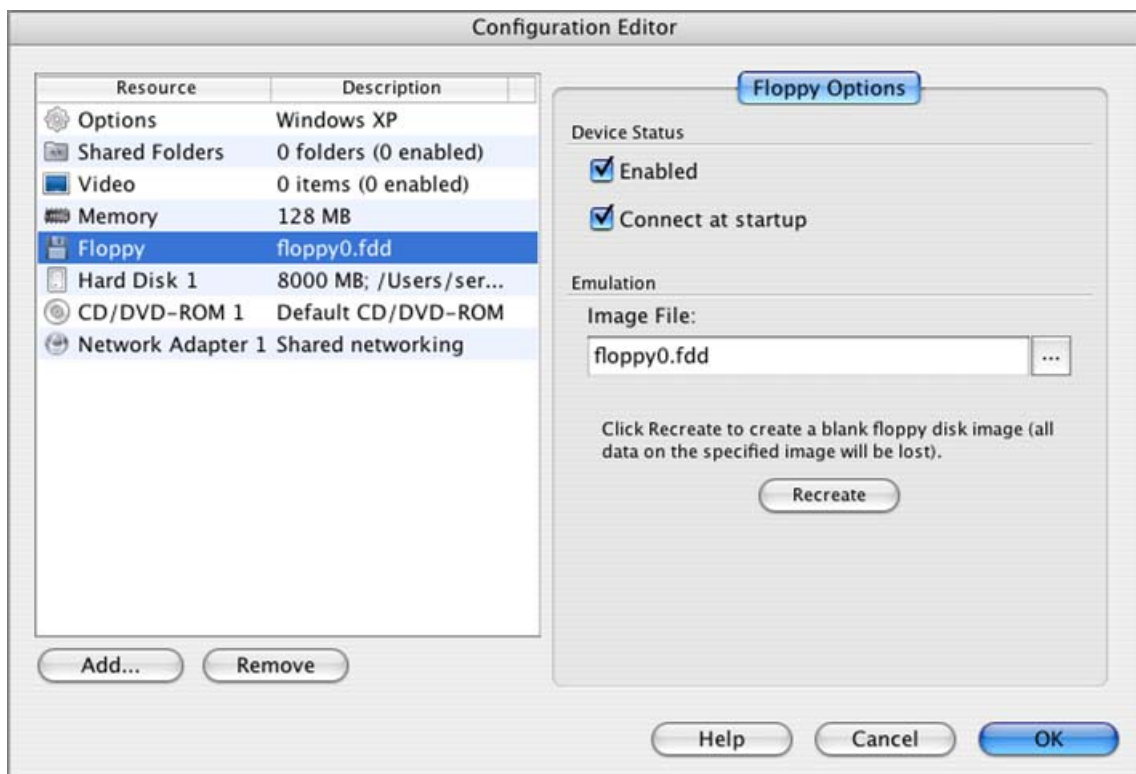 Configuration Editor
Resource Description
Options Windows XP
Shared Folders 0 folders (0 enabled)
Video 0 items (0 enabled)
Memory 128 MB
Floppy floppy0.fdd
Hard Disk 1 8000 MB; /Users/ser...
CD/DVD-ROM 1 Default CD/DVD-ROM
Network Adapter 1 Shared networking
Add... Remove
Floppy Options
Device Status
Enabled
Connect at startup
Emulation
Image File:
floppy0.fdd ...
Click Recreate to create a blank floppy disk image (all
data on the specified image will be lost).
Recreate
Help Cancel OK